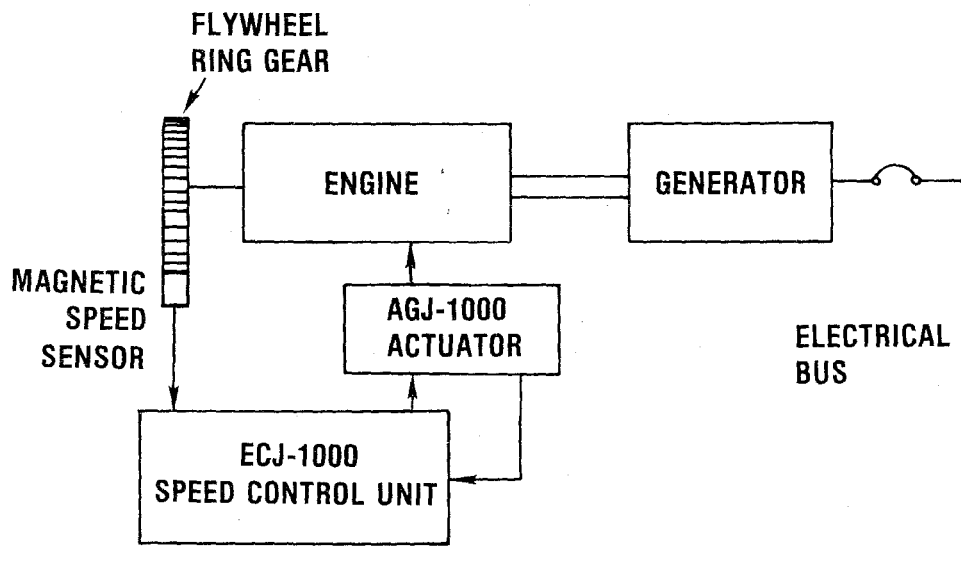 FLYWHEEL
RING GEAR
ENGINE
GENERATOR
MAGNETIC
SPEED
SENSOR
AGJ-1000
ACTUATOR
ELECTRICAL
BUS
ECJ-1000
SPEED CONTROL UNIT